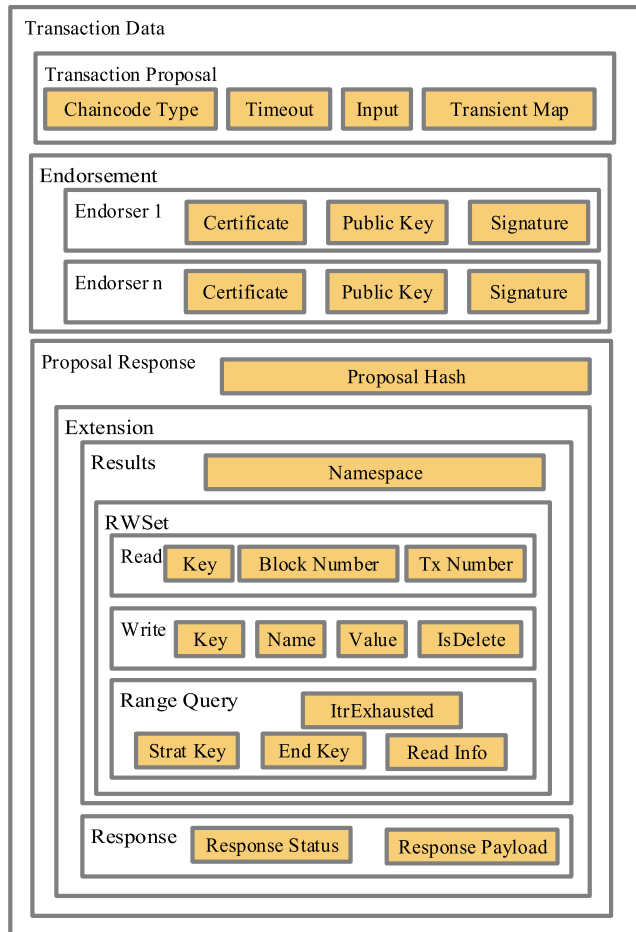 Transaction Data
Transaction Proposal
Chaincode Type Timeout Input Transient Map
Endorsement
Endorser 1 Certificate Public Key Signature
Endorser n Certificate Public Key Signature
Proposal Response
Proposal Hash
Extension
Results Namespace
RWSet
Read Key Block Number Tx Number
Write Key Name Value IsDelete
Range Query ItrExhausted
Strat Key End Key Read Info
Response Response Status Response Payload